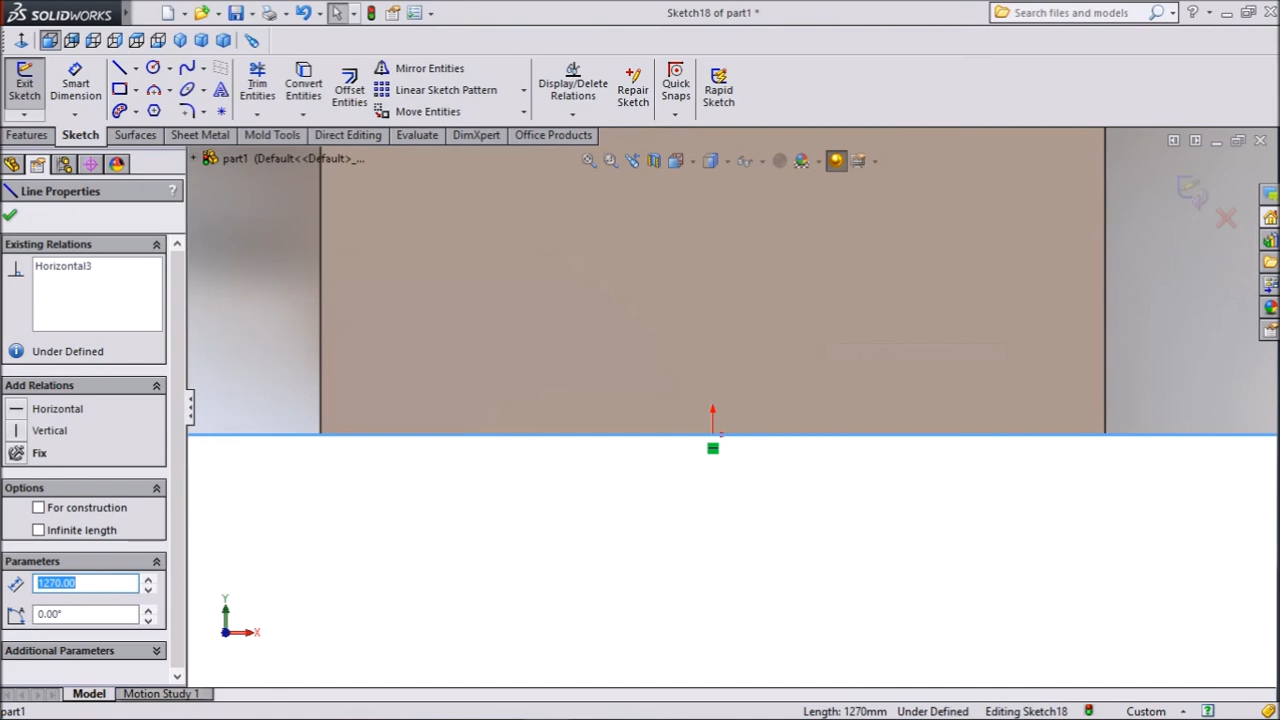 SOLIDWORKS
Sketch18 of part1 *
Search files and models
Exit Sketch
Smart Dimension
Trim Entities
Convert Entities
Offset Entities
Mirror Entities
Linear Sketch Pattern
Move Entities
Display/Delete Relations
Repair Sketch
Quick Snaps
Rapid Sketch
Features Sketch Surfaces Sheet Metal Mold Tools Direct Editing Evaluate DimXpert Office Products
part1 (Default<<Default>_...
Line Properties ?
Existing Relations
Horizontal3
Under Defined
Add Relations
Horizontal
Vertical
Fix
Options
For construction
Infinite length
Parameters
1270.00
0.00°
Additional Parameters
Y
X
Model Motion Study 1
part1 Length: 1270mm Under Defined Editing Sketch18 Custom